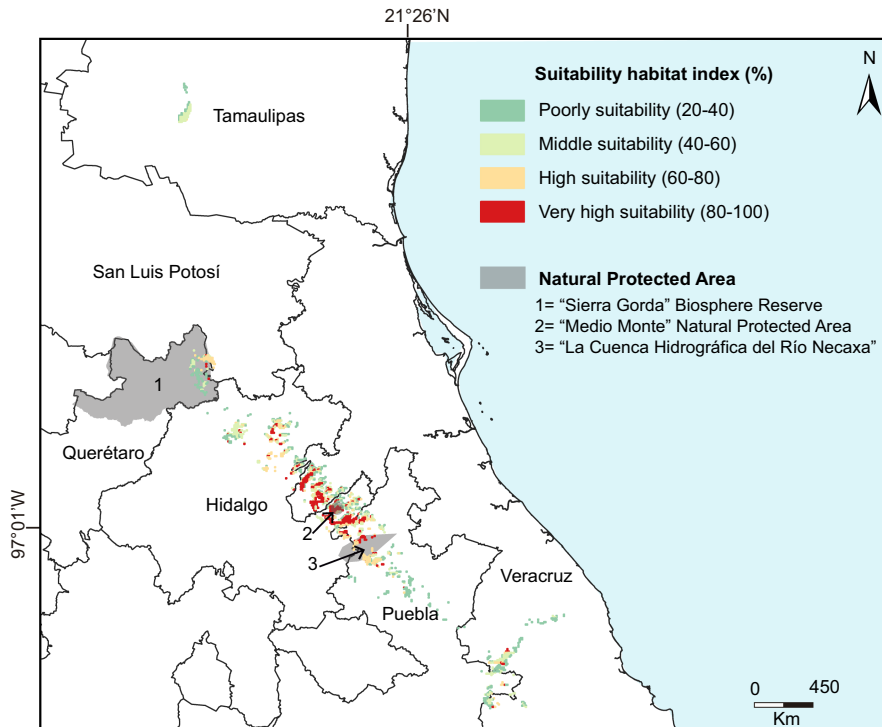 21°26’N
N
Suitability habitat index (%)
Poorly suitability (20-40)
Middle suitability (40-60)
High suitability (60-80)
Very high suitability (80-100)
Natural Protected Area
1= “Sierra Gorda” Biosphere Reserve
2= “Medio Monte” Natural Protected Area
3= “La Cuenca Hidrográfica del Río Necaxa”
Tamaulipas
San Luis Potosí
1
Querétaro
Hidalgo
97°01’W
2
3
Veracruz
Puebla
0 450
Km